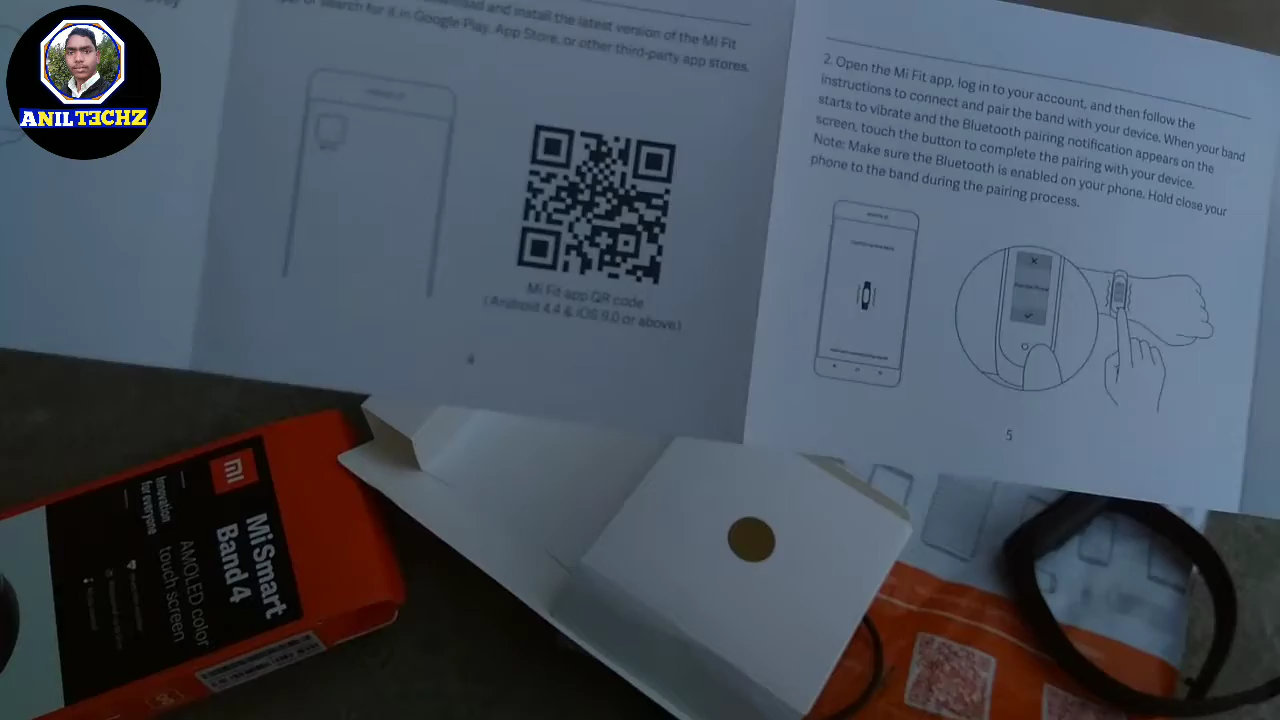 ANIL TECHZ
and install the latest version of the Mi Fit
or search for it in Google Play, App Store, or other third-party app stores.
Mi Fit app QR code
(Android 4.4 & iOS 9.0 or above)
4
2. Open the Mi Fit app, log in to your account, and then follow the
instructions to connect and pair the band with your device. When your band
starts to vibrate and the Bluetooth pairing notification appears on the
screen, touch the button to complete the pairing with your device.
Note: Make sure the Bluetooth is enabled on your phone. Hold close your
phone to the band during the pairing process.
5
MI
Innovation
for everyone
Mi Smart
Band 4
AMOLED color
touch screen